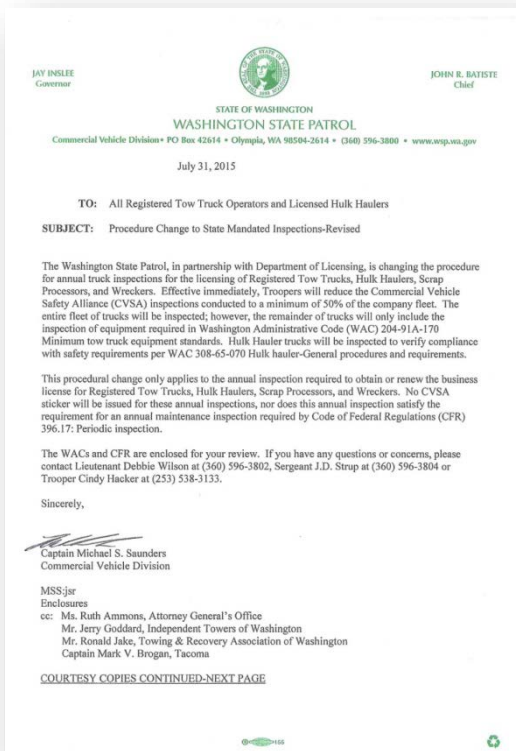 JAY INSLEE
Governor
JOHN R. BATISTE
Chief
STATE OF WASHINGTON
WASHINGTON STATE PATROL
Commercial Vehicle Division • PO Box 42614 • Olympia, WA 98504-2614 • (360) 596-3800 • www.wsp.wa.gov
July 31, 2015
TO: All Registered Tow Truck Operators and Licensed Hulk Haulers
SUBJECT: Procedure Change to State Mandated Inspections-Revised
The Washington State Patrol, in partnership with Department of Licensing, is changing the procedure
for annual truck inspections for the licensing of Registered Tow Trucks, Hulk Haulers, Scrap
Processors, and Wreckers. Effective immediately, Troopers will reduce the Commercial Vehicle
Safety Alliance (CVSA) inspections conducted to a minimum of 50% of the company fleet. The
entire fleet of trucks will be inspected; however, the remainder of trucks will only include the
inspection of equipment required in Washington Administrative Code (WAC) 204-91A-170
Minimum tow truck equipment standards. Hulk Hauler trucks will be inspected to verify compliance
with safety requirements per WAC 308-65-070 Hulk hauler-General procedures and requirements.
This procedural change only applies to the annual inspection required to obtain or renew the business
license for Registered Tow Trucks, Hulk Haulers, Scrap Processors, and Wreckers. No CVSA
sticker will be issued for these annual inspections, nor does this annual inspection satisfy the
requirement for an annual maintenance inspection required by Code of Federal Regulations (CFR)
396.17: Periodic inspection.
The WACs and CFR are enclosed for your review. If you have any questions or concerns, please
contact Lieutenant Debbie Wilson at (360) 596-3802, Sergeant J.D. Strup at (360) 596-3804 or
Trooper Cindy Hacker at (253) 538-3133.
Sincerely,
Captain Michael S. Saunders
Commercial Vehicle Division
MSS:jsr
Enclosures
cc: Ms. Ruth Ammons, Attorney General's Office
Mr. Jerry Goddard, Independent Towers of Washington
Mr. Ronald Jake, Towing & Recovery Association of Washington
Captain Mark V. Brogan, Tacoma
COURTESY COPIES CONTINUED-NEXT PAGE